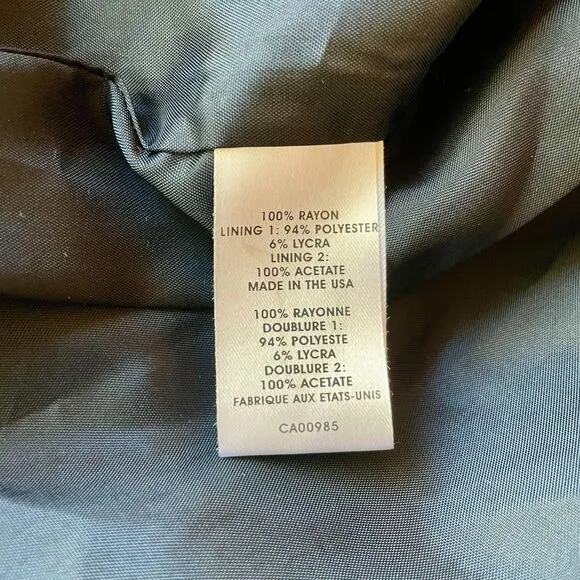 100% RAYON
LINING 1: 94% POLYESTER
6% LYCRA
LINING 2:
100% ACETATE
MADE IN THE USA
100% RAYONNE
DOUBLURE 1:
94% POLYESTE
6% LYCRA
DOUBLURE 2:
100% ACETATE
FABRIQUE AUX ETATS-UNIS
CA00985